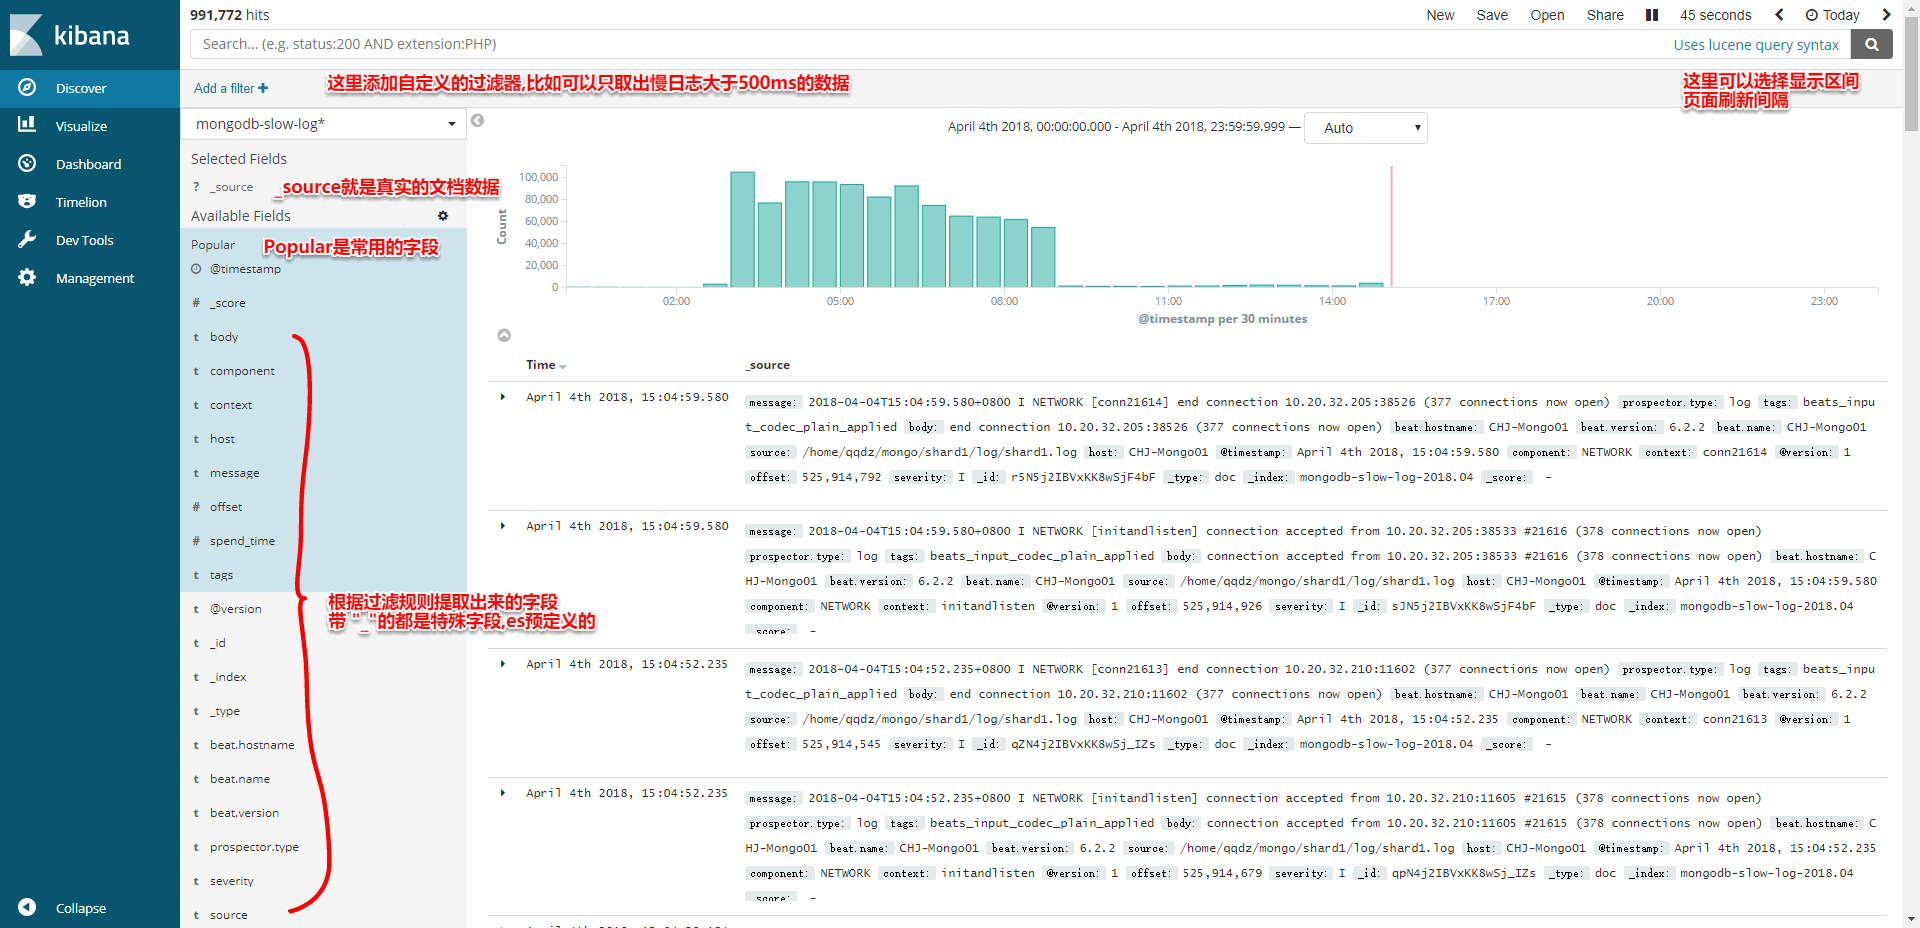 kibana
Discover
Visualize
Dashboard
Timelion
Dev Tools
Management
Collapse
991,772 hits
New Save Open Share 45 seconds Today
Search... (e.g. status:200 AND extension:PHP)
Uses lucene query syntax
Add a filter +
这里添加自定义的过滤器,比如可以只取出慢日志大于500ms的数据
这里可以选择显示区间
页面刷新间隔
mongodb-slow-log*
Selected Fields
? _source
_source就是真实的文档数据
Available Fields
Popular
Popular是常用的字段
@timestamp
# _score
t body
t component
t context
t host
t message
# offset
# spend_time
t tags
t @version
t _id
t _index
t _type
t beat.hostname
t beat.name
t beat.version
t prospector.type
t severity
t source
根据过滤规则提取出来的字段
带 "_"的都是特殊字段,es预定义的
April 4th 2018, 00:00:00.000 - April 4th 2018, 23:59:59.999 — Auto
Count
100,000
80,000
60,000
40,000
20,000
0
02:00 05:00 08:00 11:00 14:00 17:00 20:00 23:00
@timestamp per 30 minutes
Time _source
April 4th 2018, 15:04:59.580
message: 2018-04-04T15:04:59.580+0800 I NETWORK [conn21614] end connection 10.20.32.205:38526 (377 connections now open) prospector.type: log tags: beats_inpu
t_codec_plain_applied body: end connection 10.20.32.205:38526 (377 connections now open) beat.hostname: CHJ-Mongo01 beat.version: 6.2.2 beat.name: CHJ-Mongo01
source: /home/qqdz/mongo/shard1/log/shard1.log host: CHJ-Mongo01 @timestamp: April 4th 2018, 15:04:59.580 component: NETWORK context: conn21614 @version: 1
offset: 525,914,792 severity: I _id: r5N5j2IBVxKK8wSjF4bF _type: doc _index: mongodb-slow-log-2018.04 _score: -
April 4th 2018, 15:04:59.580
message: 2018-04-04T15:04:59.580+0800 I NETWORK [initandlisten] connection accepted from 10.20.32.205:38533 #21616 (378 connections now open)
prospector.type: log tags: beats_input_codec_plain_applied body: connection accepted from 10.20.32.205:38533 #21616 (378 connections now open) beat.hostname: C
HJ-Mongo01 beat.version: 6.2.2 beat.name: CHJ-Mongo01 source: /home/qqdz/mongo/shard1/log/shard1.log host: CHJ-Mongo01 @timestamp: April 4th 2018, 15:04:59.580
component: NETWORK context: initandlisten @version: 1 offset: 525,914,926 severity: I _id: sJN5j2IBVxKK8wSjF4bF _type: doc _index: mongodb-slow-log-2018.04
_score: -
April 4th 2018, 15:04:52.235
message: 2018-04-04T15:04:52.235+0800 I NETWORK [conn21613] end connection 10.20.32.210:11602 (377 connections now open) prospector.type: log tags: beats_inpu
t_codec_plain_applied body: end connection 10.20.32.210:11602 (377 connections now open) beat.hostname: CHJ-Mongo01 beat.name: CHJ-Mongo01 beat.version: 6.2.2
source: /home/qqdz/mongo/shard1/log/shard1.log host: CHJ-Mongo01 @timestamp: April 4th 2018, 15:04:52.235 component: NETWORK context: conn21613 @version: 1
offset: 525,914,545 severity: I _id: qZN4j2IBVxKK8wSj_IZs _type: doc _index: mongodb-slow-log-2018.04 _score: -
April 4th 2018, 15:04:52.235
message: 2018-04-04T15:04:52.235+0800 I NETWORK [initandlisten] connection accepted from 10.20.32.210:11605 #21615 (378 connections now open)
prospector.type: log tags: beats_input_codec_plain_applied body: connection accepted from 10.20.32.210:11605 #21615 (378 connections now open) beat.hostname: C
HJ-Mongo01 beat.name: CHJ-Mongo01 beat.version: 6.2.2 source: /home/qqdz/mongo/shard1/log/shard1.log host: CHJ-Mongo01 @timestamp: April 4th 2018, 15:04:52.235
component: NETWORK context: initandlisten @version: 1 offset: 525,914,679 severity: I _id: qpN4j2IBVxKK8wSj_IZs _type: doc _index: mongodb-slow-log-2018.04
_score: -